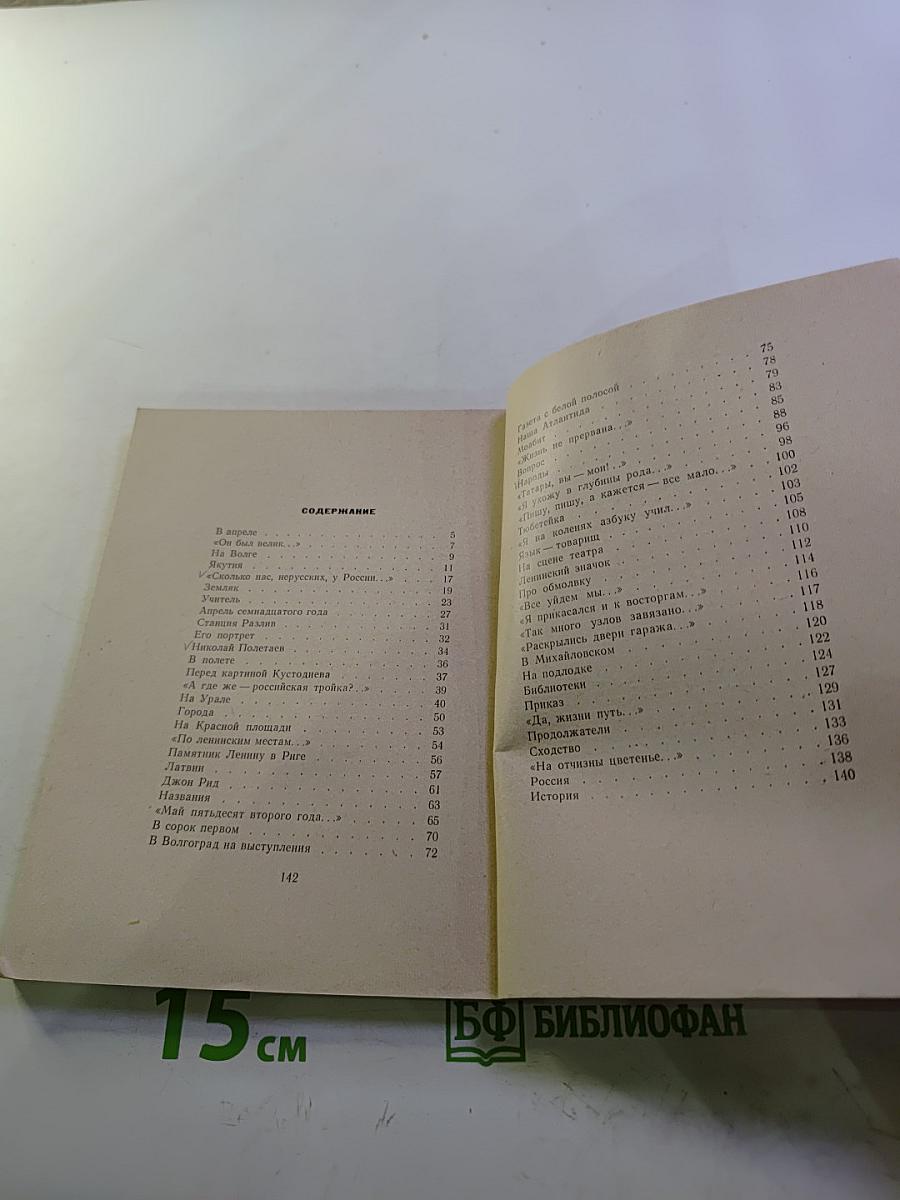 СОДЕРЖАНИЕ
В апреле . . . 5
«Он был велик. . .» . . . 7
На Волге . . . 9
Якутия . . . 11
«Сколько нас, нерусских, у России. . .» . . . 17
Земляк . . . 19
Учитель . . . 23
Апрель семнадцатого года . . . 27
Станция Разлив . . . 31
Его портрет . . . 32
Николай Полетаев . . . 34
В полете . . . 36
Перед картиной Кустодиева . . . 37
«А где же — российская тройка?. .» . . . 39
На Урале . . . 40
Города . . . 50
На Красной площади . . . 53
«По ленинским местам. . .» . . . 54
Памятник Ленину в Риге . . . 56
Латвии . . . 57
Джон Рид . . . 61
Названия . . . 63
«Май пятьдесят второго года. . .» . . . 65
В сорок первом . . . 70
В Волгоград на выступления . . . 72
142
Газета с белой полосой . . . 75
Наша Атлантида . . . 78
Моабит . . . 79
«Жизнь не прервана. . .» . . . 83
Вопрос . . . 85
Народы . . . 88
«Татары, вы — мои!. .» . . . 96
«Я ухожу в глубины рода. . .» . . . 98
«Пишу, пишу, а кажется — все мало. . .» . . . 100
Тюбетейка . . . 102
«Я на коленях азбуку учил. . .» . . . 103
Язык — товарищ . . . 105
На сцене театра . . . 108
Ленинский значок . . . 110
Про обмолвку . . . 112
«Все уйдем мы. . .» . . . 114
«Я прикасался и к восторгам. . .» . . . 116
«Так много узлов завязано. . .» . . . 117
«Раскрылись двери гаража. . .» . . . 118
В Михайловском . . . 120
На подлодке . . . 122
Библиотеки . . . 124
Приказ . . . 127
«Да, жизни путь. . .» . . . 129
Продолжатели . . . 131
Сходство . . . 133
«На отчизны цветенье. . .» . . . 136
Россия . . . 138
История . . . 140
15 см
БФ БИБЛИОФАН